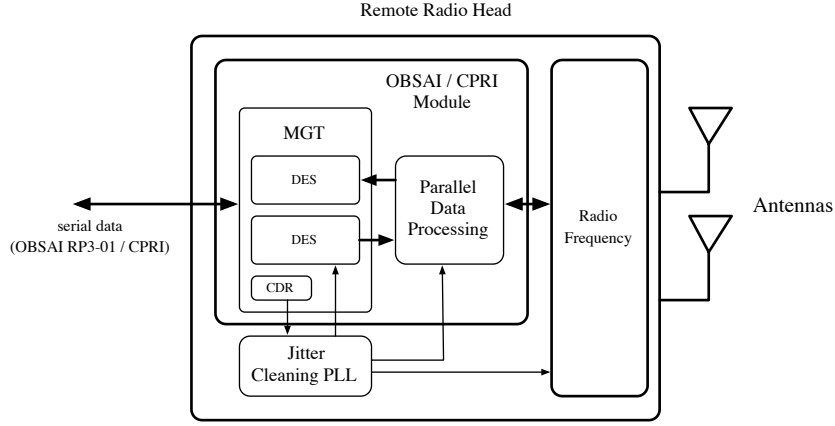 Remote Radio Head
OBSAI / CPRI
Module
MGT
DES
DES
CDR
Parallel
Data
Processing
Radio
Frequency
Antennas
serial data
(OBSAI RP3-01 / CPRI)
Jitter
Cleaning PLL